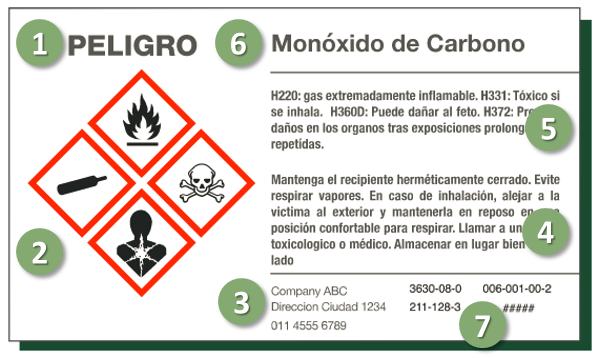 1 PELIGRO
6 Monóxido de Carbono
H220: gas extremadamente inflamable. H331: Tóxico si
se inhala. H360D: Puede dañar al feto. H372:
daños en los organos tras exposiciones
repetidas.
5
Mantenga el recipiente herméticamente cerrado. Evite
respirar vapores. En caso de inhalación, alejar a la
victima al exterior y mantenerla en reposo en
posición confortable para respirar. Llamar a
toxicologico o médico. Almacenar en lugar bien
lado
4
2
3
Company ABC
Direccion Ciudad 1234
011 4555 6789
3630-08-0 006-001-00-2
211-128-3 #####
7